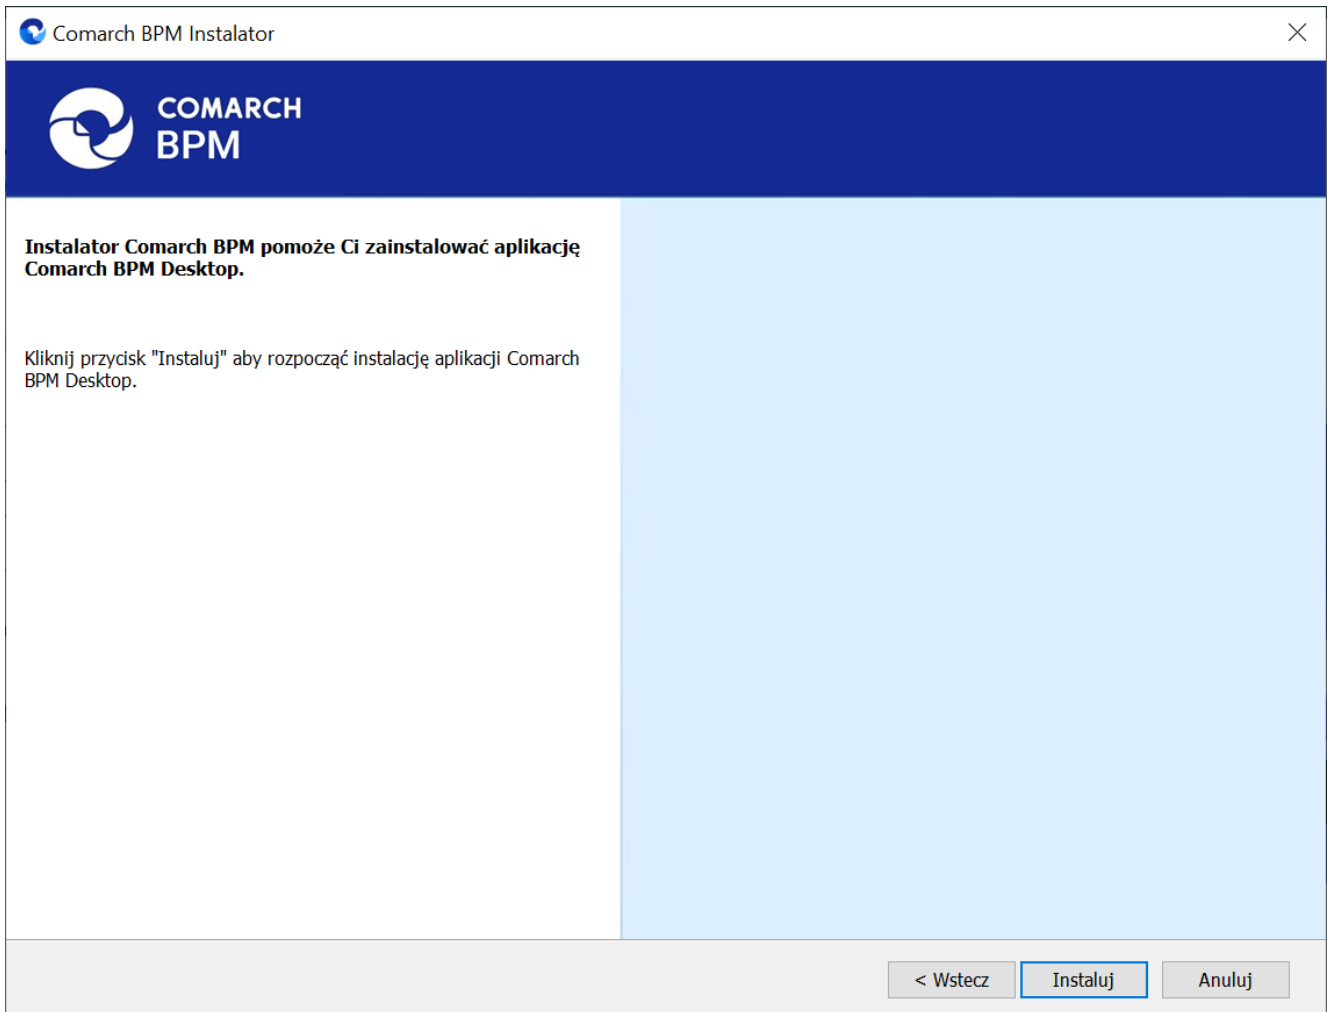 Comarch BPM Instalator
COMARCH
BPM
Instalator Comarch BPM pomoże Ci zainstalować aplikację
Comarch BPM Desktop.
Kliknij przycisk "Instaluj" aby rozpocząć instalację aplikacji Comarch
BPM Desktop.
< Wstecz
Instaluj
Anuluj